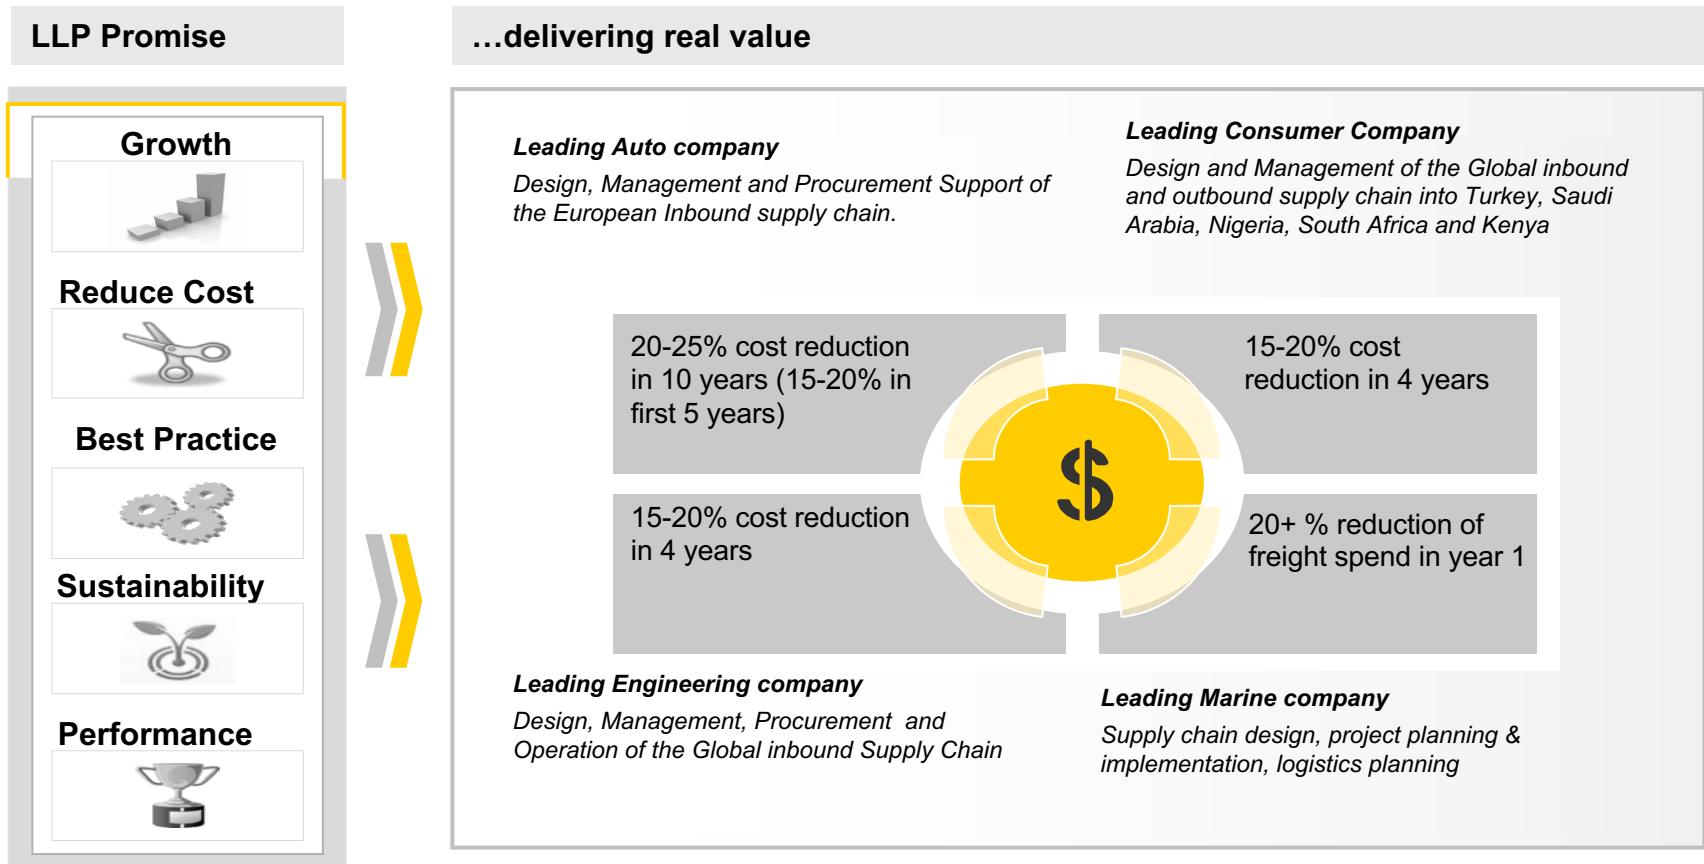 LLP Promise
…delivering real value
Growth
Reduce Cost
Best Practice
Sustainability
Performance
Leading Auto company
Design, Management and Procurement Support of
the European Inbound supply chain.
Leading Consumer Company
Design and Management of the Global inbound
and outbound supply chain into Turkey, Saudi
Arabia, Nigeria, South Africa and Kenya
20-25% cost reduction
in 10 years (15-20% in
first 5 years)
15-20% cost
reduction in 4 years
$
15-20% cost reduction
in 4 years
20+ % reduction of
freight spend in year 1
Leading Engineering company
Design, Management, Procurement  and
Operation of the Global inbound Supply Chain
Leading Marine company
Supply chain design, project planning &
implementation, logistics planning